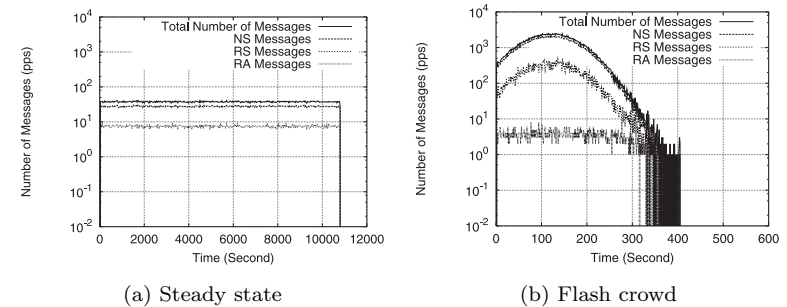 Total Number of Messages
NS Messages
RS Messages
RA Messages
Number of Messages (pps)
10^4
10^3
10^2
10^1
10^0
10^-1
10^-2
0 2000 4000 6000 8000 10000 12000
Time (Second)
(a) Steady state
Total Number of Messages
NS Messages
RS Messages
RA Messages
Number of Messages (pps)
10^4
10^3
10^2
10^1
10^0
10^-1
10^-2
0 100 200 300 400 500 600
Time (Second)
(b) Flash crowd